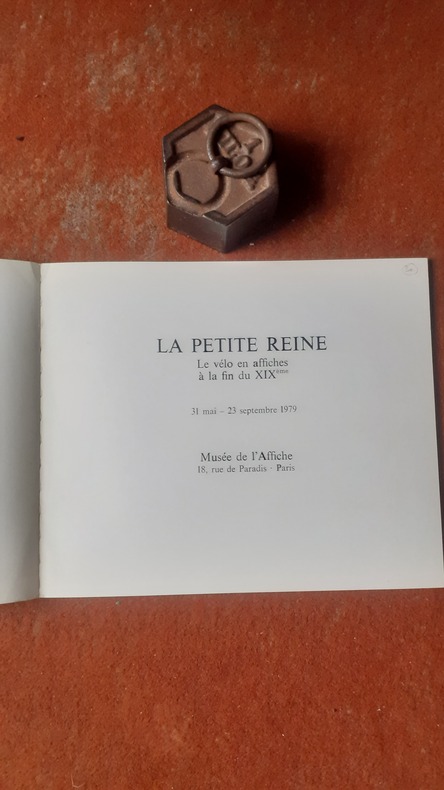 LA PETITE REINE
Le vélo en affiches
à la fin du XIXème
31 mai – 23 septembre 1979
Musée de l'Affiche
18, rue de Paradis · Paris